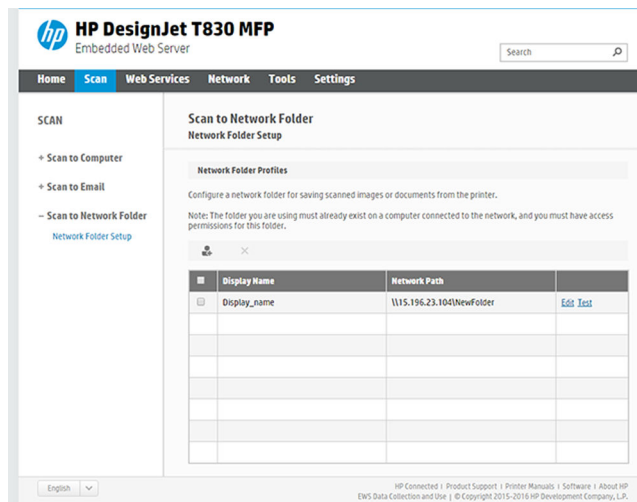 hp
HP DesignJet T830 MFP
Embedded Web Server
Search
Home Scan Web Services Network Tools Settings
SCAN
+ Scan to Computer
+ Scan to Email
– Scan to Network Folder
Network Folder Setup
Scan to Network Folder
Network Folder Setup
Network Folder Profiles
Configure a network folder for saving scanned images or documents from the printer.
Note: The folder you are using must already exist on a computer connected to the network, and you must have access
permissions for this folder.
Display Name Network Path
Display_name \\15.196.23.104\NewFolder Edit Test
English
HP Connected | Product Support | Printer Manuals | Software | About HP
EWS Data Collection and Use | © Copyright 2015-2016 HP Development Company, L.P.